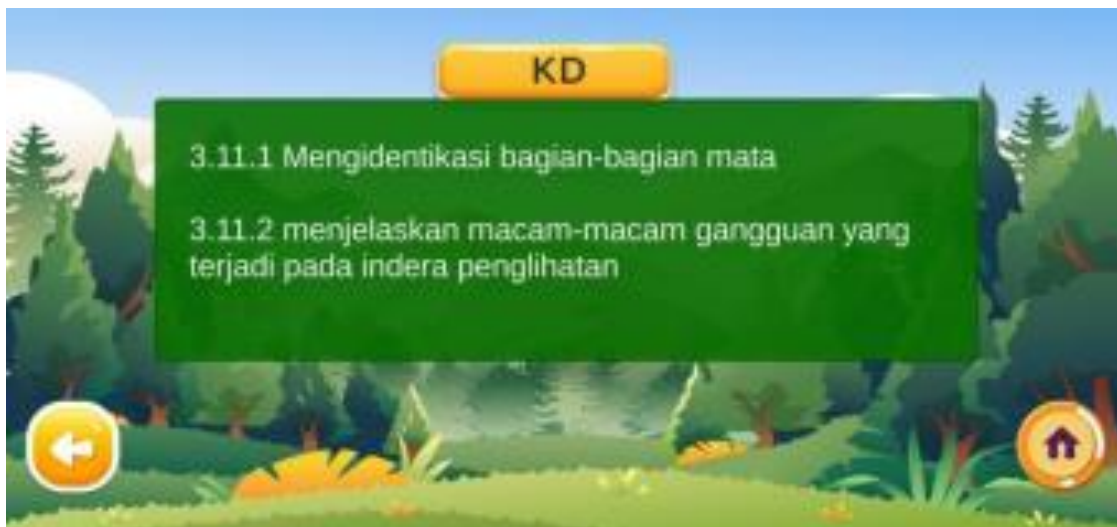 KD
3.11.1 Mengidentikasi bagian-bagian mata
3.11.2 menjelaskan macam-macam gangguan yang
terjadi pada indera penglihatan